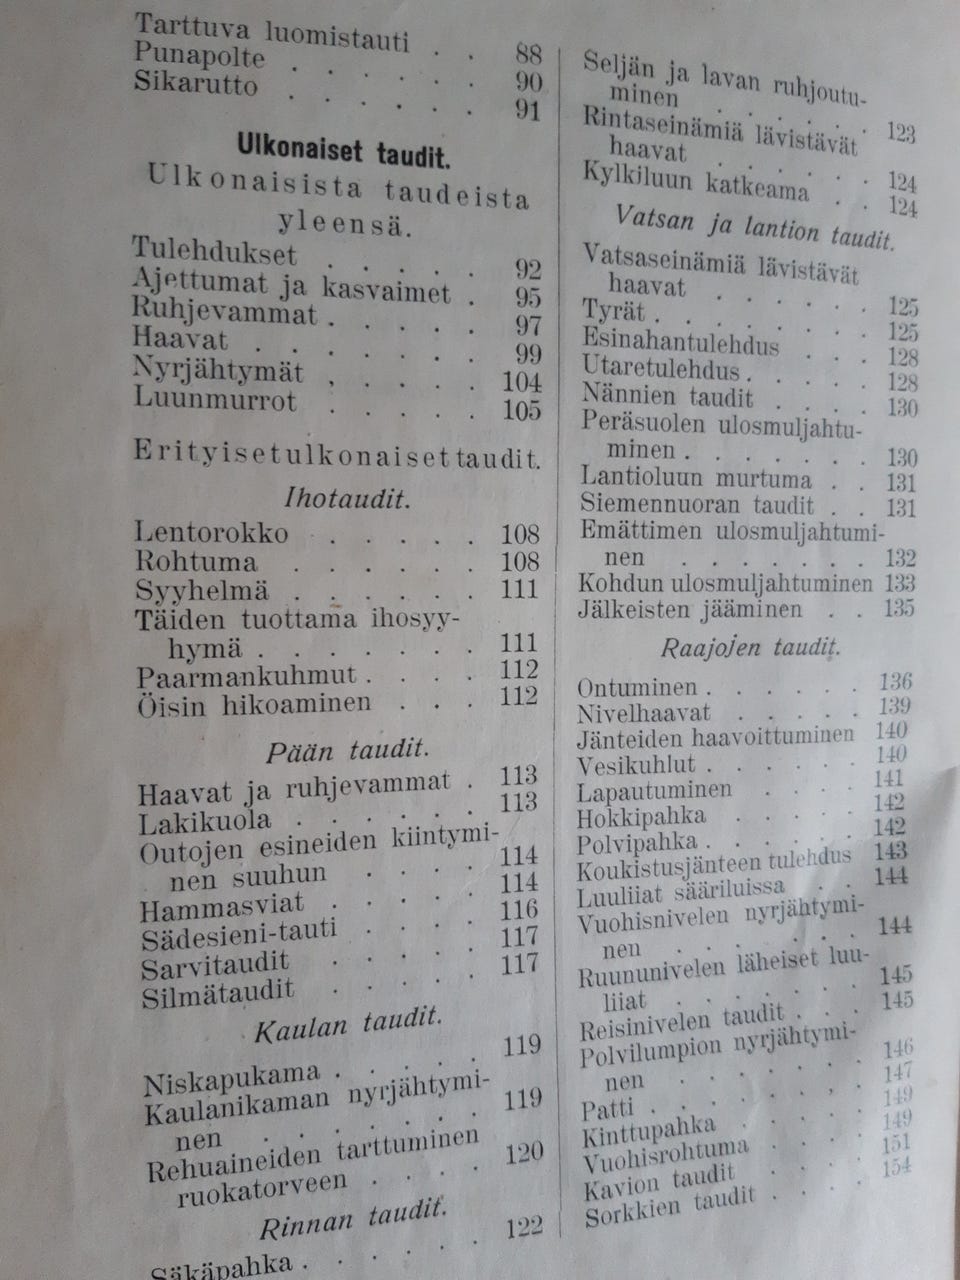 Tarttuva luomistauti . . 88
Punapolte . . . . . . 90
Sikarutto . . . . . . 91
Ulkonaiset taudit.
Ulkonaisista taudeista
yleensä.
Tulehdukset . . . . . 92
Ajettumat ja kasvaimet . 95
Ruhjevammat . . . . . 97
Haavat . . . . . . . 99
Nyrjähtymät . . . . . 104
Luunmurrot . . . . . 105
Erityisetulkonaisettaudit.
Ihotaudit.
Lentorokko . . . . . 108
Rohtuma . . . . . . 108
Syyhelmä . . . . . . 111
Täiden tuottama ihosyy-
hymä . . . . . . . 111
Paarmankuhmut . . . . 112
Öisin hikoaminen . . . 112
Pään taudit.
Haavat ja ruhjevammat . 113
Lakikuola . . . . . . 113
Outojen esineiden kiintymi-
nen suuhun . . . . 114
Hammasviat . . . . . 114
Sädesieni-tauti . . . . 116
Sarvitaudit . . . . . 117
Silmätaudit . . . . . 117
Kaulan taudit.
Niskapukama . . . . . 119
Kaulanikaman nyrjähtymi-
nen . . . . . . . 119
Rehuaineiden tarttuminen
ruokatorveen . . . . 120
Rinnan taudit.
Säkäpahka . . . . . . 122
Seljän ja lavan ruhjoutu-
minen . . . . . . 123
Rintaseinämiä lävistävät
haavat . . . . . . 124
Kylkiluun katkeama . . 124
Vatsan ja lantion taudit.
Vatsaseinämiä lävistävät
haavat . . . . . . 125
Tyrät . . . . . . . . 125
Esinahantulehdus . . . 128
Utaretulehdus . . . . . 128
Nännien taudit . . . . 130
Peräsuolen ulosmuljahtu-
minen . . . . . . . 130
Lantioluun murtuma . . 131
Siemennuoran taudit . . 131
Emättimen ulosmuljahtumi-
nen . . . . . . . 132
Kohdun ulosmuljahtuminen 133
Jälkeisten jääminen . . 135
Raajojen taudit.
Ontuminen . . . . . . 136
Nivelhaavat . . . . . 139
Jänteiden haavoittuminen 140
Vesikuhlut . . . . . . 140
Lapautuminen . . . . 141
Hokkipahka . . . . . 142
Polvipahka . . . . . . 142
Koukistusjänteen tulehdus 143
Luuliiat sääriluissa . . 144
Vuohisnivelen nyrjähtymi-
nen . . . . . . . 144
Ruununivelen läheiset luu-
liiat . . . . . . . 145
Reisinivelen taudit . . . 145
Polvilumpion nyrjähtymi-
nen . . . . . . . 146
Patti . . . . . . . . 147
Kinttupahka . . . . . 149
Vuohisrohtuma . . . . 149
Kavion taudit . . . . 151
Sorkkien taudit . . . . 154